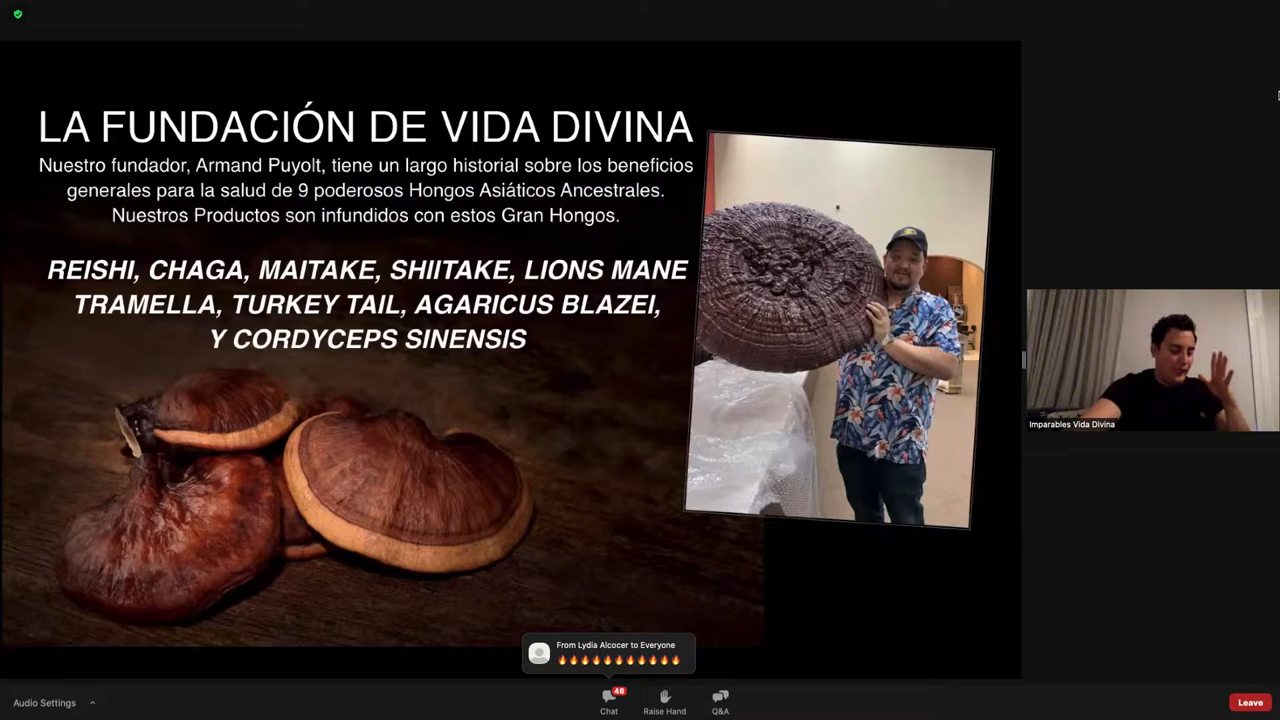 LA FUNDACIÓN DE VIDA DIVINA
Nuestro fundador, Armand Puyolt, tiene un largo historial sobre los beneficios
generales para la salud de 9 poderosos Hongos Asiáticos Ancestrales.
Nuestros Productos son infundidos con estos Gran Hongos.
REISHI, CHAGA, MAITAKE, SHIITAKE, LIONS MANE
TRAMELLA, TURKEY TAIL, AGARICUS BLAZEI,
Y CORDYCEPS SINENSIS
Imparables Vida Divina
From Lydia Alcocer to Everyone
🔥🔥🔥🔥🔥🔥🔥🔥🔥🔥🔥
Audio Settings
46
Chat
Raise Hand
Q&A
Leave